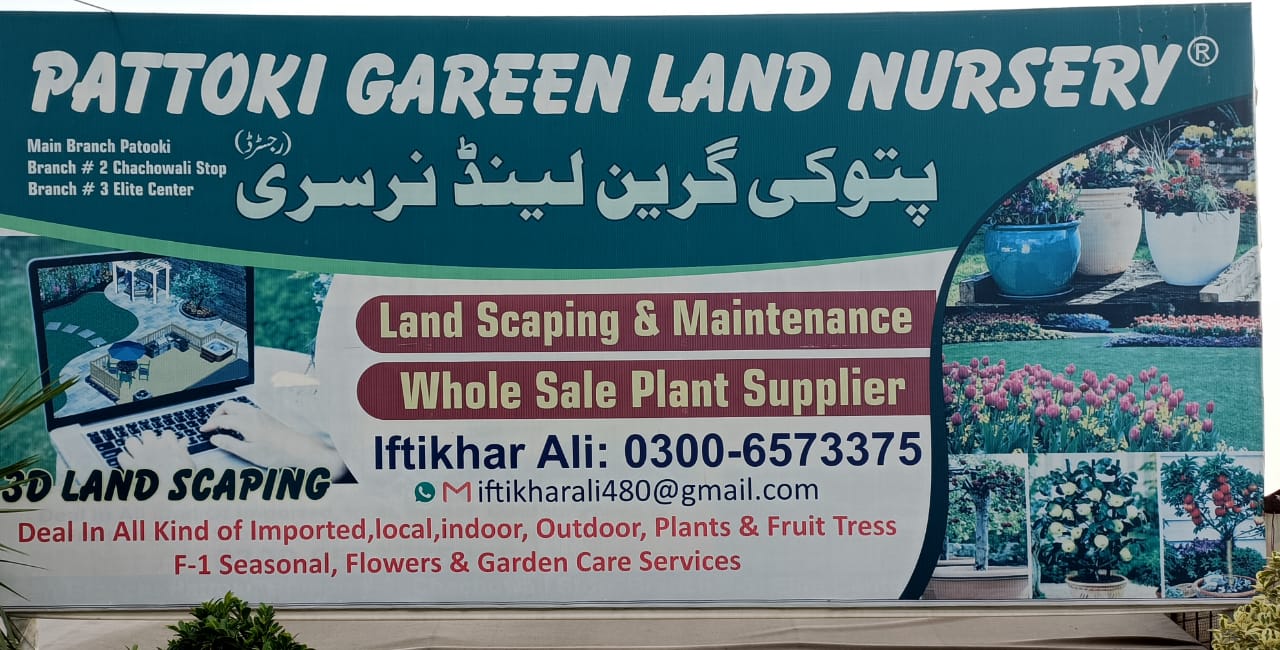 PATTOKI GAREEN LAND NURSERY®
Main Branch Patooki
Branch # 2 Chachowali Stop
Branch # 3 Elite Center
(رجسٹرڈ)
پتوکی گرین لینڈ نرسری
Land Scaping & Maintenance
Whole Sale Plant Supplier
Iftikhar Ali: 0300-6573375
iftikharali480@gmail.com
3D LAND SCAPING
Deal In All Kind of Imported,local,indoor, Outdoor, Plants & Fruit Tress
F-1 Seasonal, Flowers & Garden Care Services